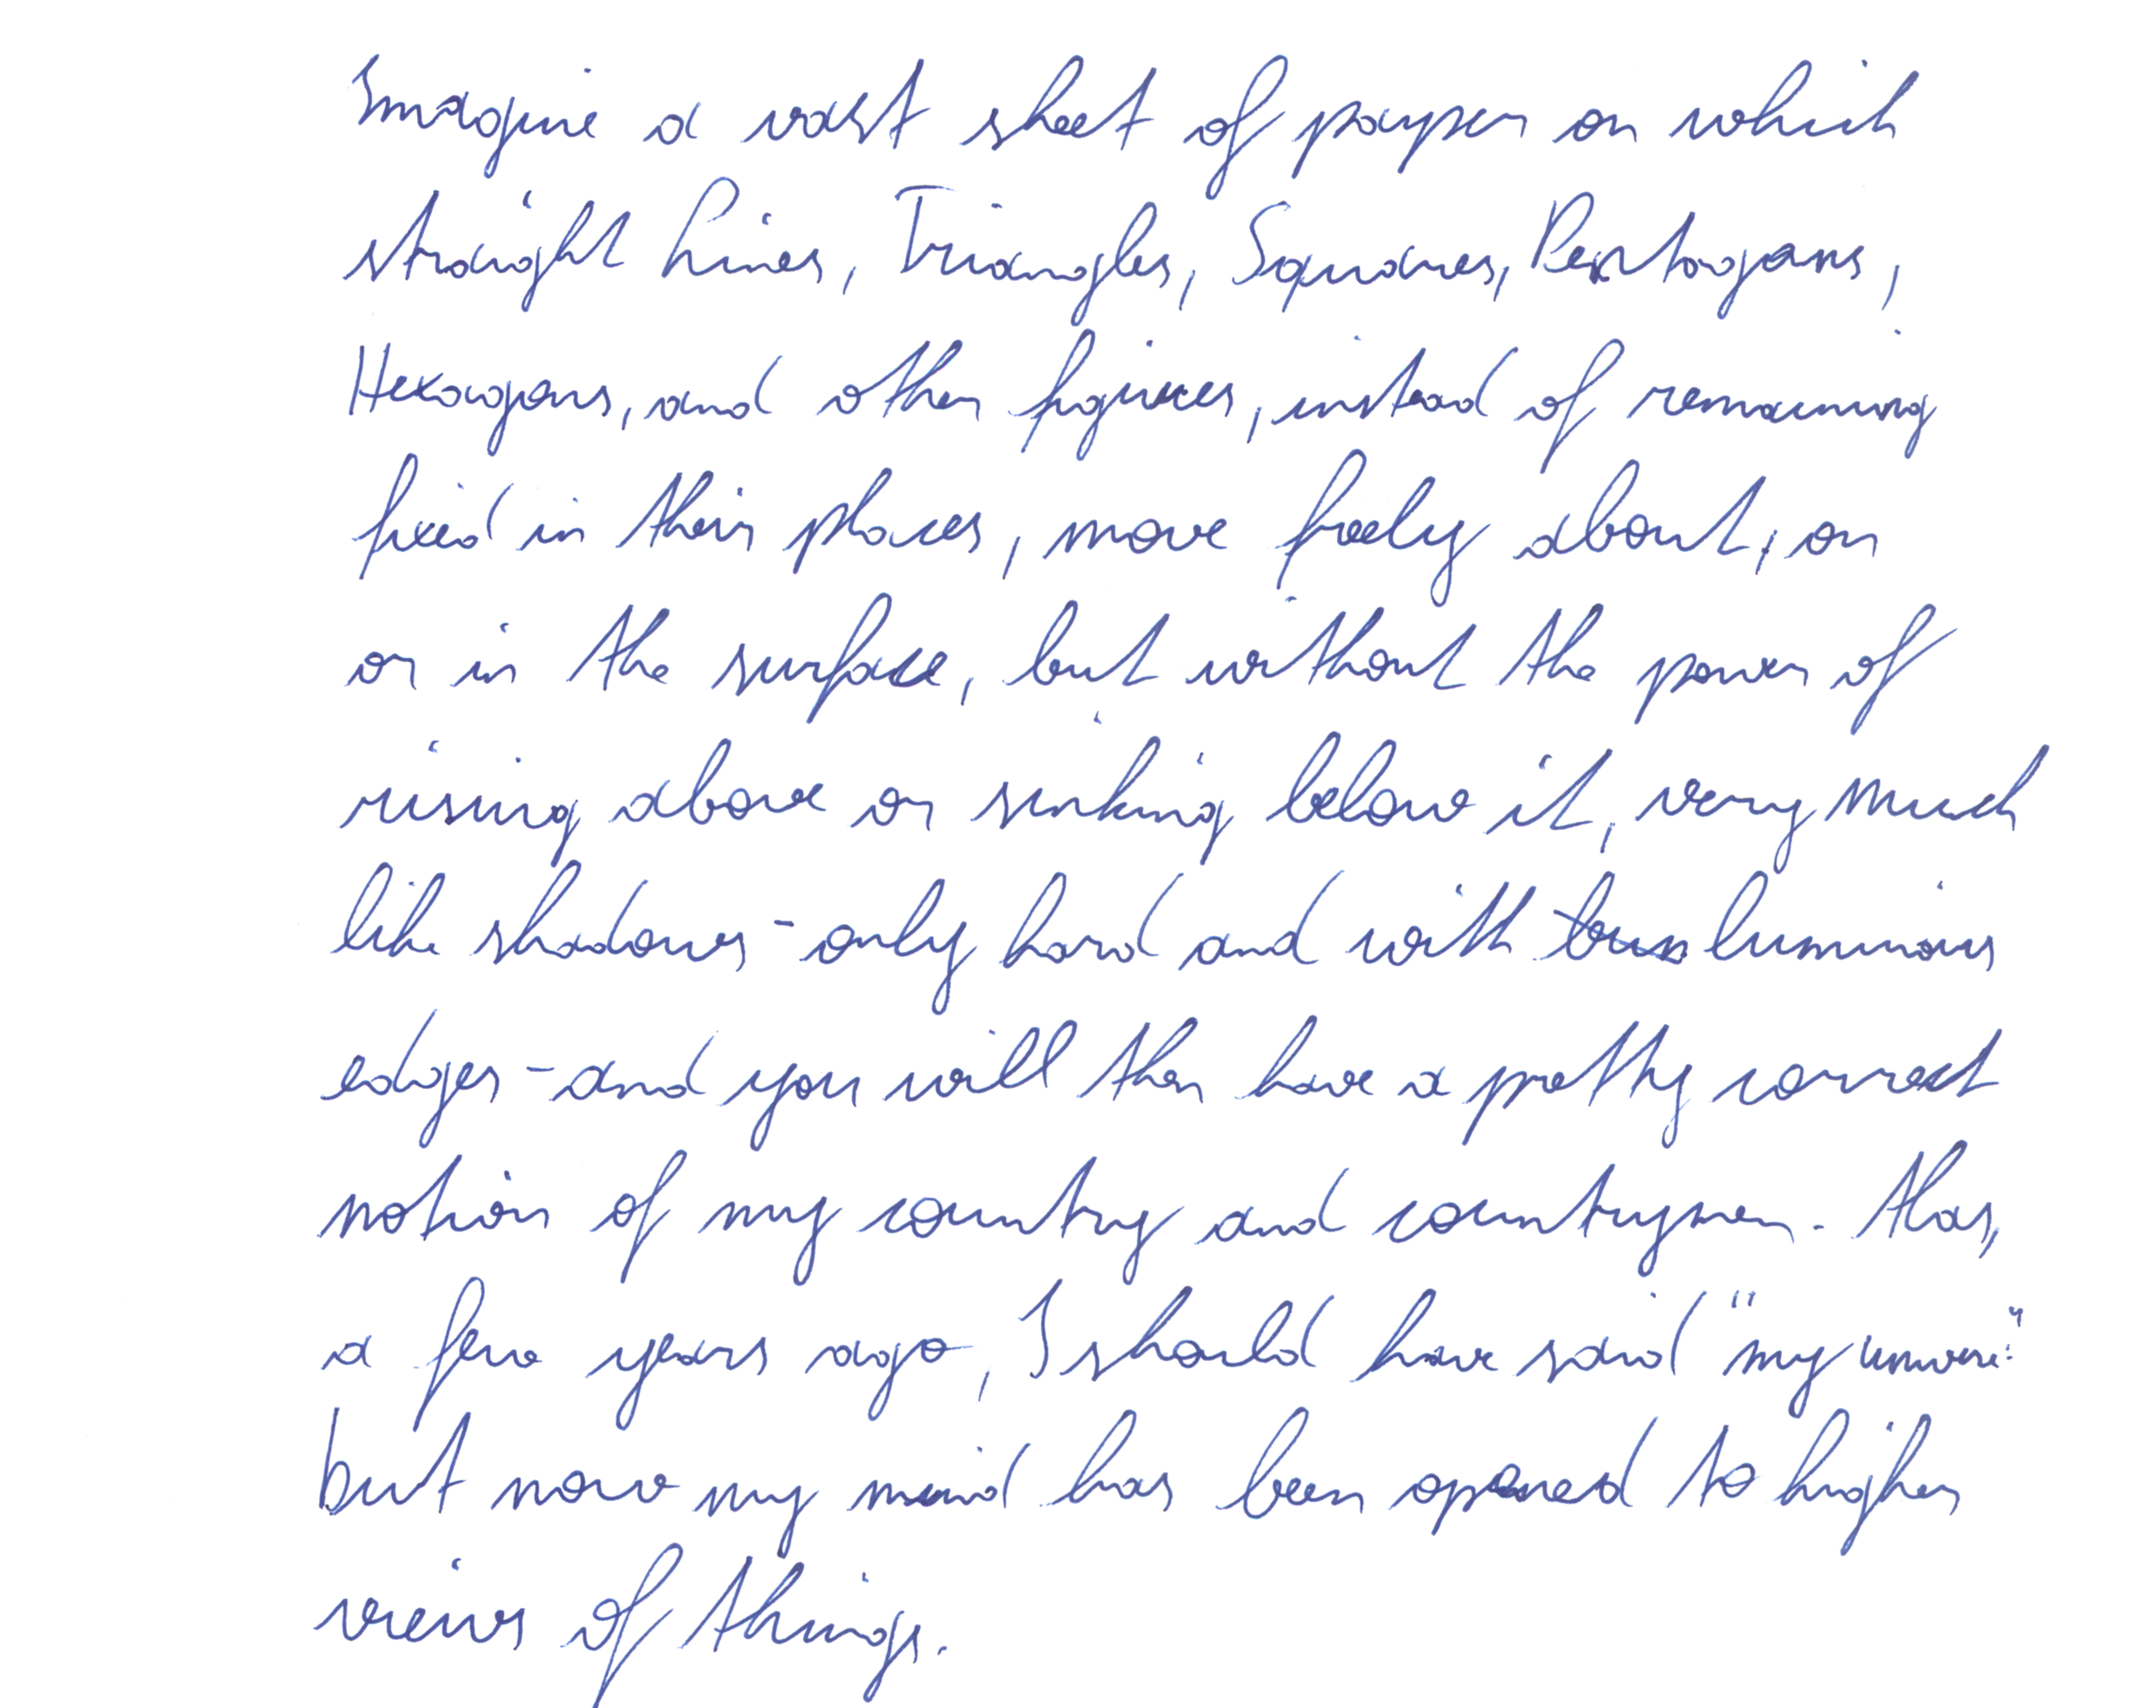 Imagine a vast sheet of paper on which
straight Lines, Triangles, Squares, Pentagons,
Hexagons, and other figures, instead of remaining
fixed in their places, move freely about, on
or in the surface, but without the power of
rising above or sinking below it, very much
like shadows - only hard and with luminous
edges - and you will then have a pretty correct
notion of my country and countrymen. Alas,
a few years ago, I should have said "my
but now my mind has been opened to higher
views of things.